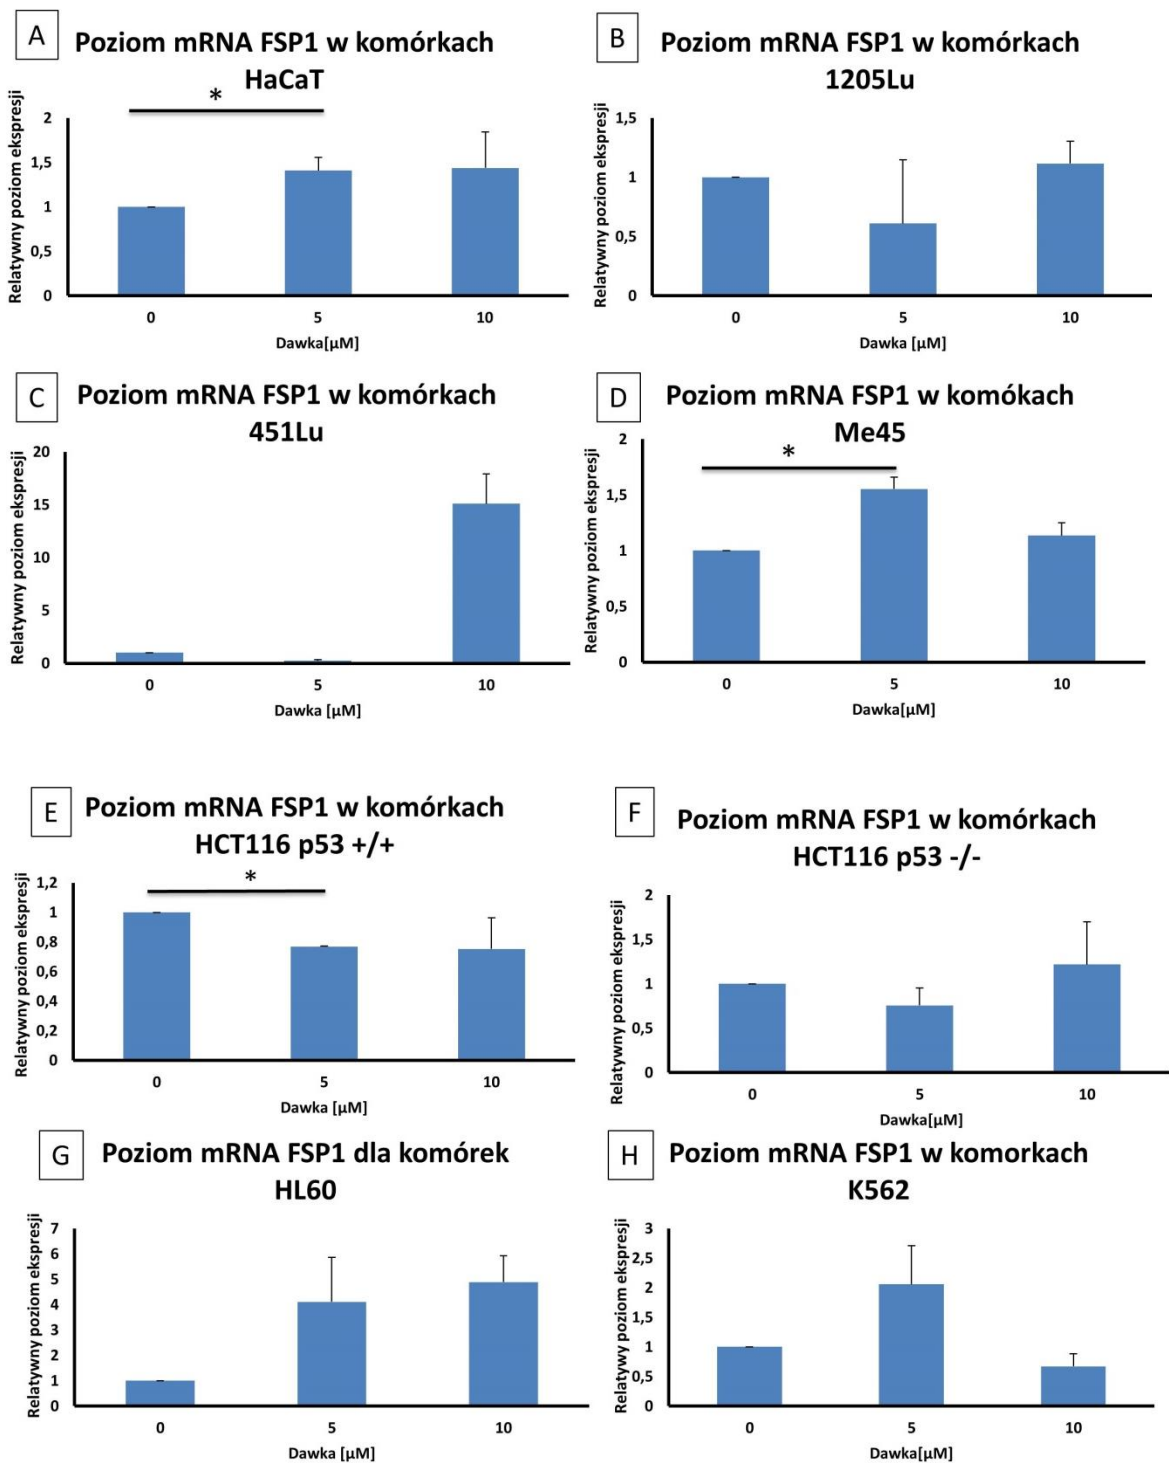 A
Poziom mRNA FSP1 w komórkach
HaCaT
*
Relatywny poziom ekspresji
2
1,5
1
0,5
0
0 5 10
Dawka[µM]
B
Poziom mRNA FSP1 w komórkach
1205Lu
Relatywny poziom ekspresji
1,5
1
0,5
0
0 5 10
Dawka[µM]
C
Poziom mRNA FSP1 w komórkach
451Lu
Relatywny poziom ekspresji
20
15
10
5
0
0 5 10
Dawka [µM]
D
Poziom mRNA FSP1 w komókach
Me45
*
Relatywny poziom ekspresji
2
1,5
1
0,5
0
0 5 10
Dawka[µM]
E
Poziom mRNA FSP1 w komórkach
HCT116 p53 +/+
*
Relatywny poziom ekspresji
1,2
1
0,8
0,6
0,4
0,2
0
0 5 10
Dawka [µM]
F
Poziom mRNA FSP1 w komórkach
HCT116 p53 -/-
Relatywny poziom ekspresji
2
1,5
1
0,5
0
0 5 10
Dawka[µM]
G
Poziom mRNA FSP1 dla komórek
HL60
Relatywny poziom ekspresji
7
6
5
4
3
2
1
0
0 5 10
Dawka [µM]
H
Poziom mRNA FSP1 w komorkach
K562
Relatywy poziom ekspresji
3
2,5
2
1,5
1
0,5
0
0 5 10
Dawka[µM]